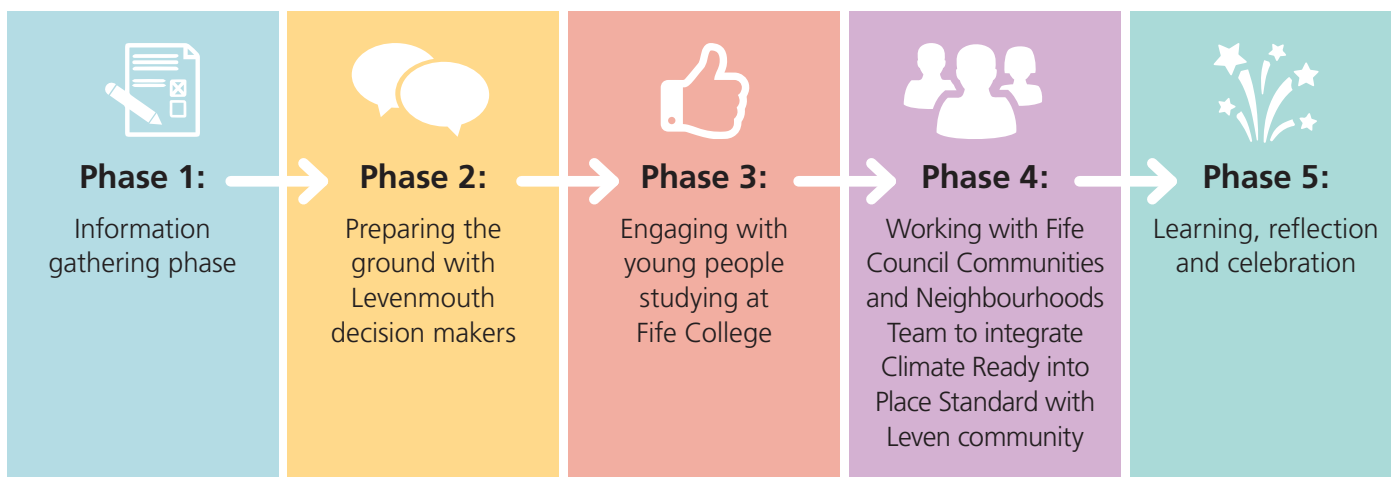 Phase 1:
Information
gathering phase
Phase 2:
Preparing the
ground with
Levenmouth
decision makers
Phase 3:
Engaging with
young people
studying at
Fife College
Phase 4:
Working with Fife
Council Communities
and Neighbourhoods
Team to integrate
Climate Ready into
Place Standard with
Leven community
Phase 5:
Learning, reflection
and celebration